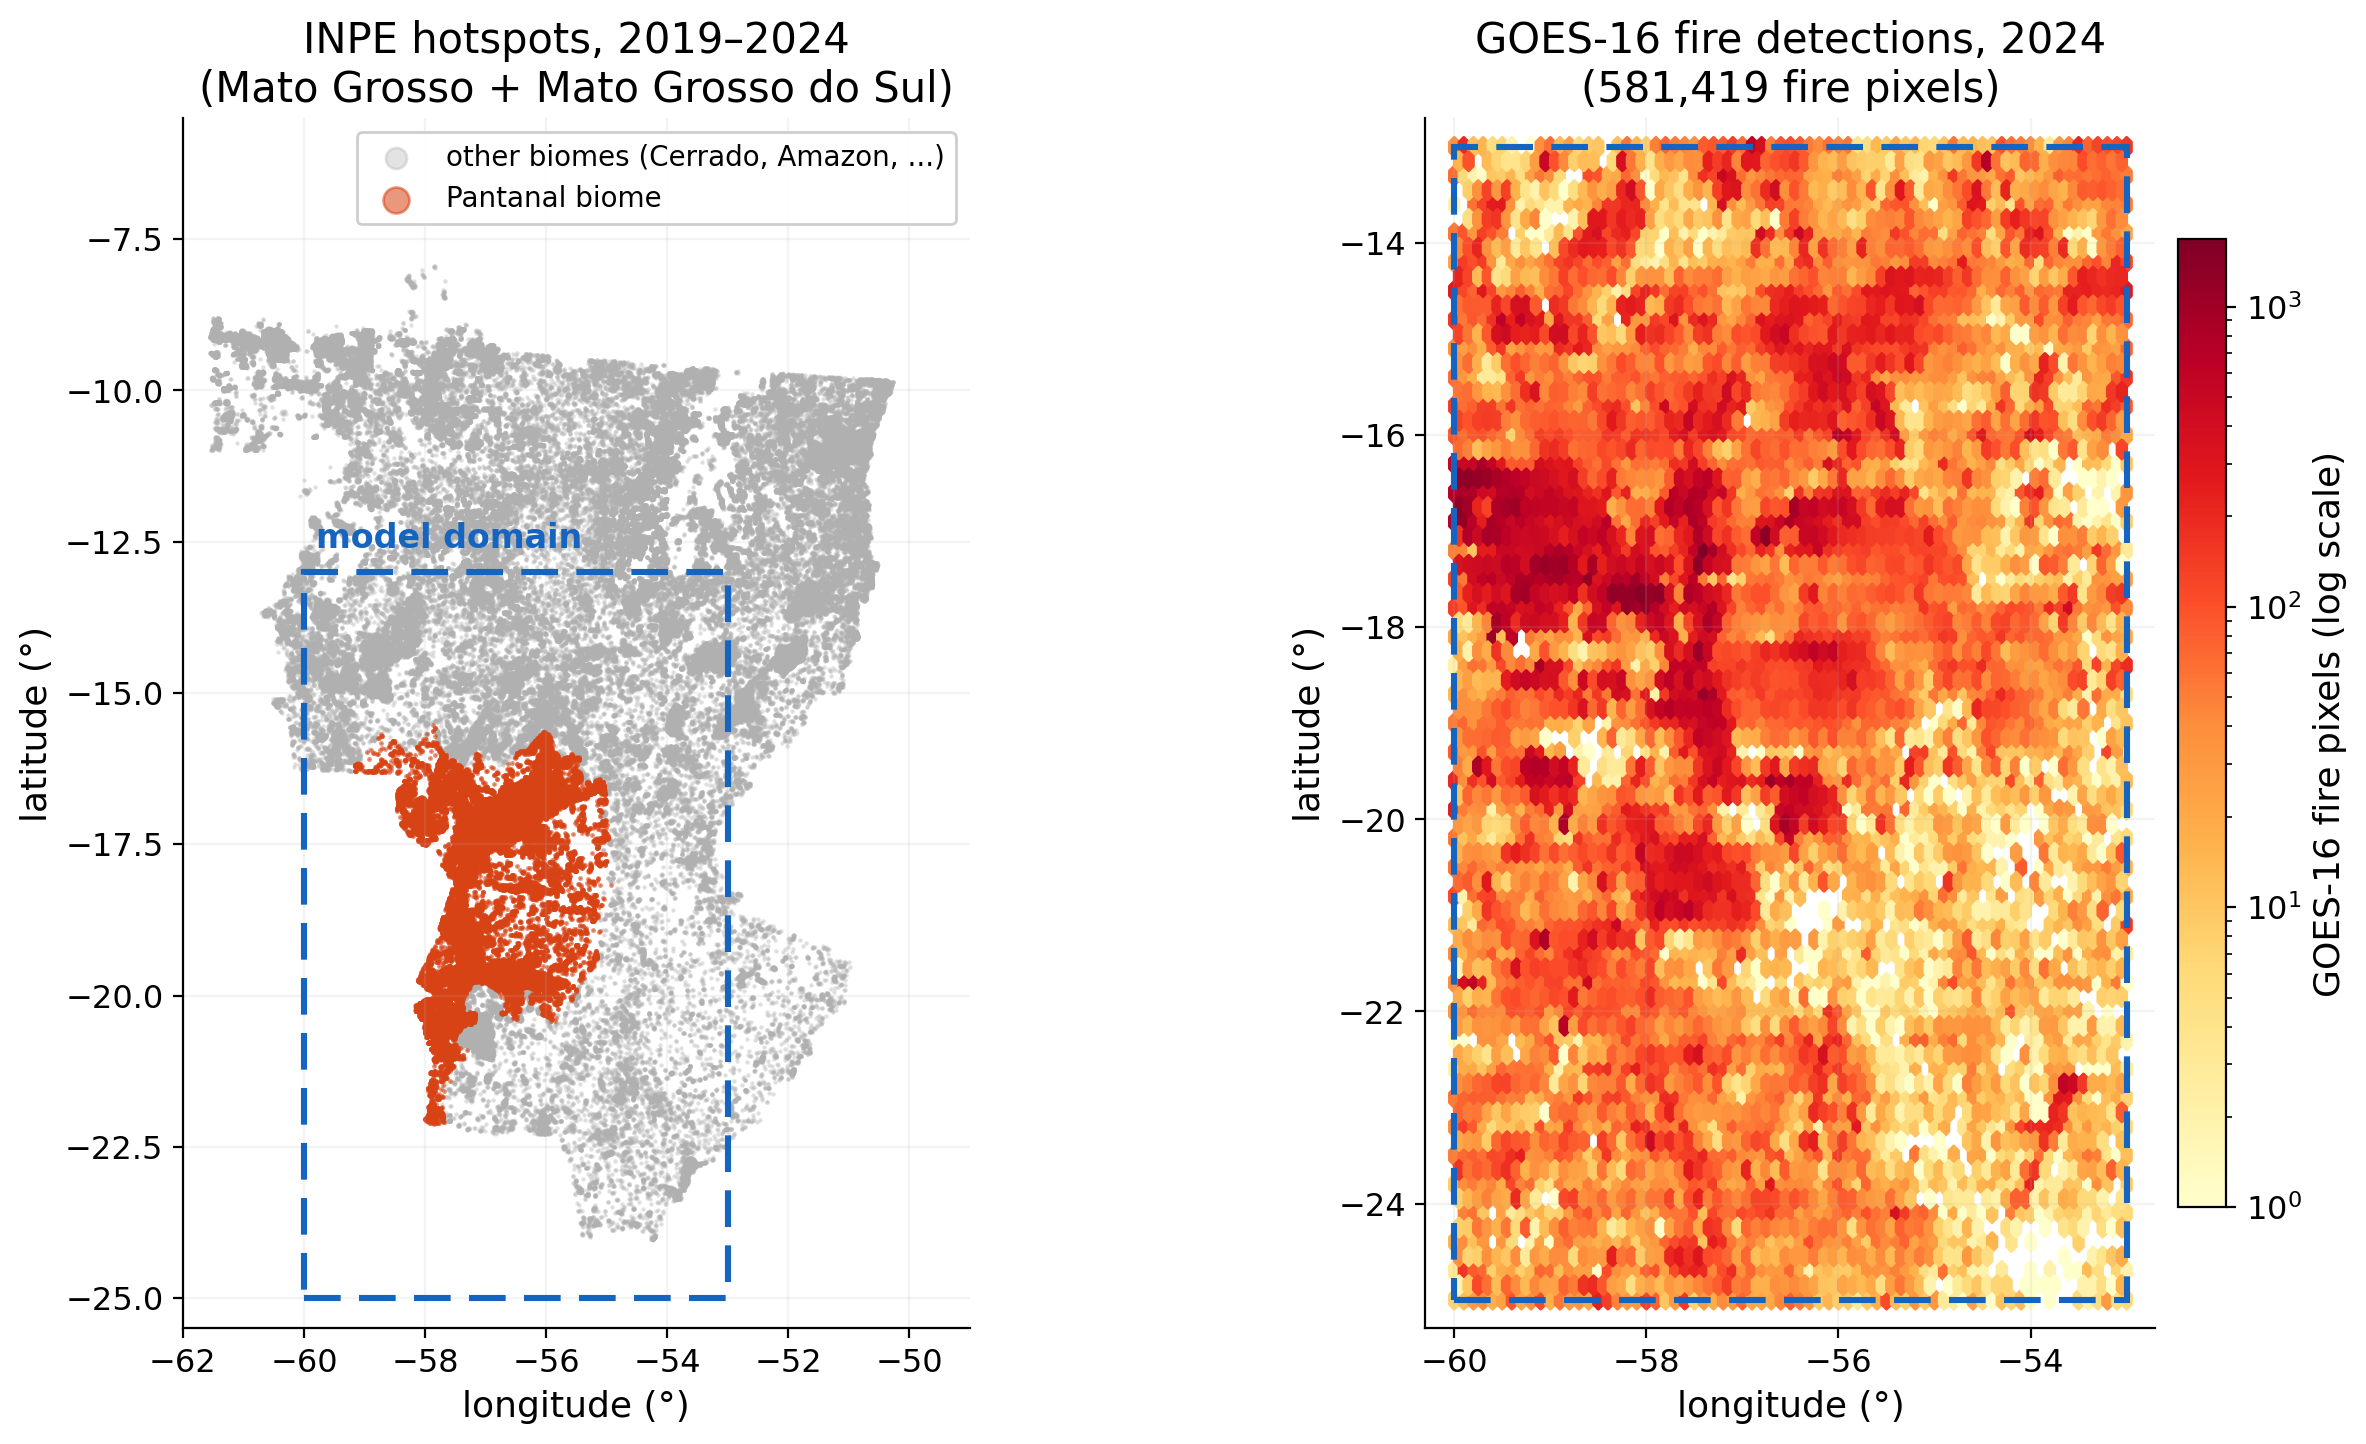 INPE hotspots, 2019–2024
(Mato Grosso + Mato Grosso do Sul)
other biomes (Cerrado, Amazon, ...)
Pantanal biome
model domain
−7.5
−10.0
−12.5
−15.0
−17.5
−20.0
−22.5
−25.0
latitude (°)
−62 −60 −58 −56 −54 −52 −50
longitude (°)
GOES-16 fire detections, 2024
(581,419 fire pixels)
−14
−16
−18
−20
−22
−24
latitude (°)
−60 −58 −56 −54
longitude (°)
10³
10²
10¹
10⁰
GOES-16 fire pixels (log scale)